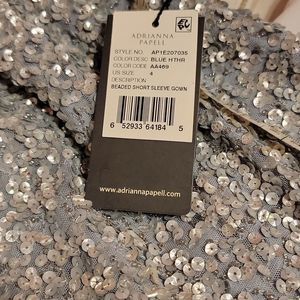 ADRIANNA
PAPELL
STYLE NO. AP1E207035
COLOR DESC BLUE HTHR
COLOR CODE AA469
US SIZE 4
DESCRIPTION
BEADED SHORT SLEEVE GOWN
6 52933 64184 5
www.adriannapapell.com